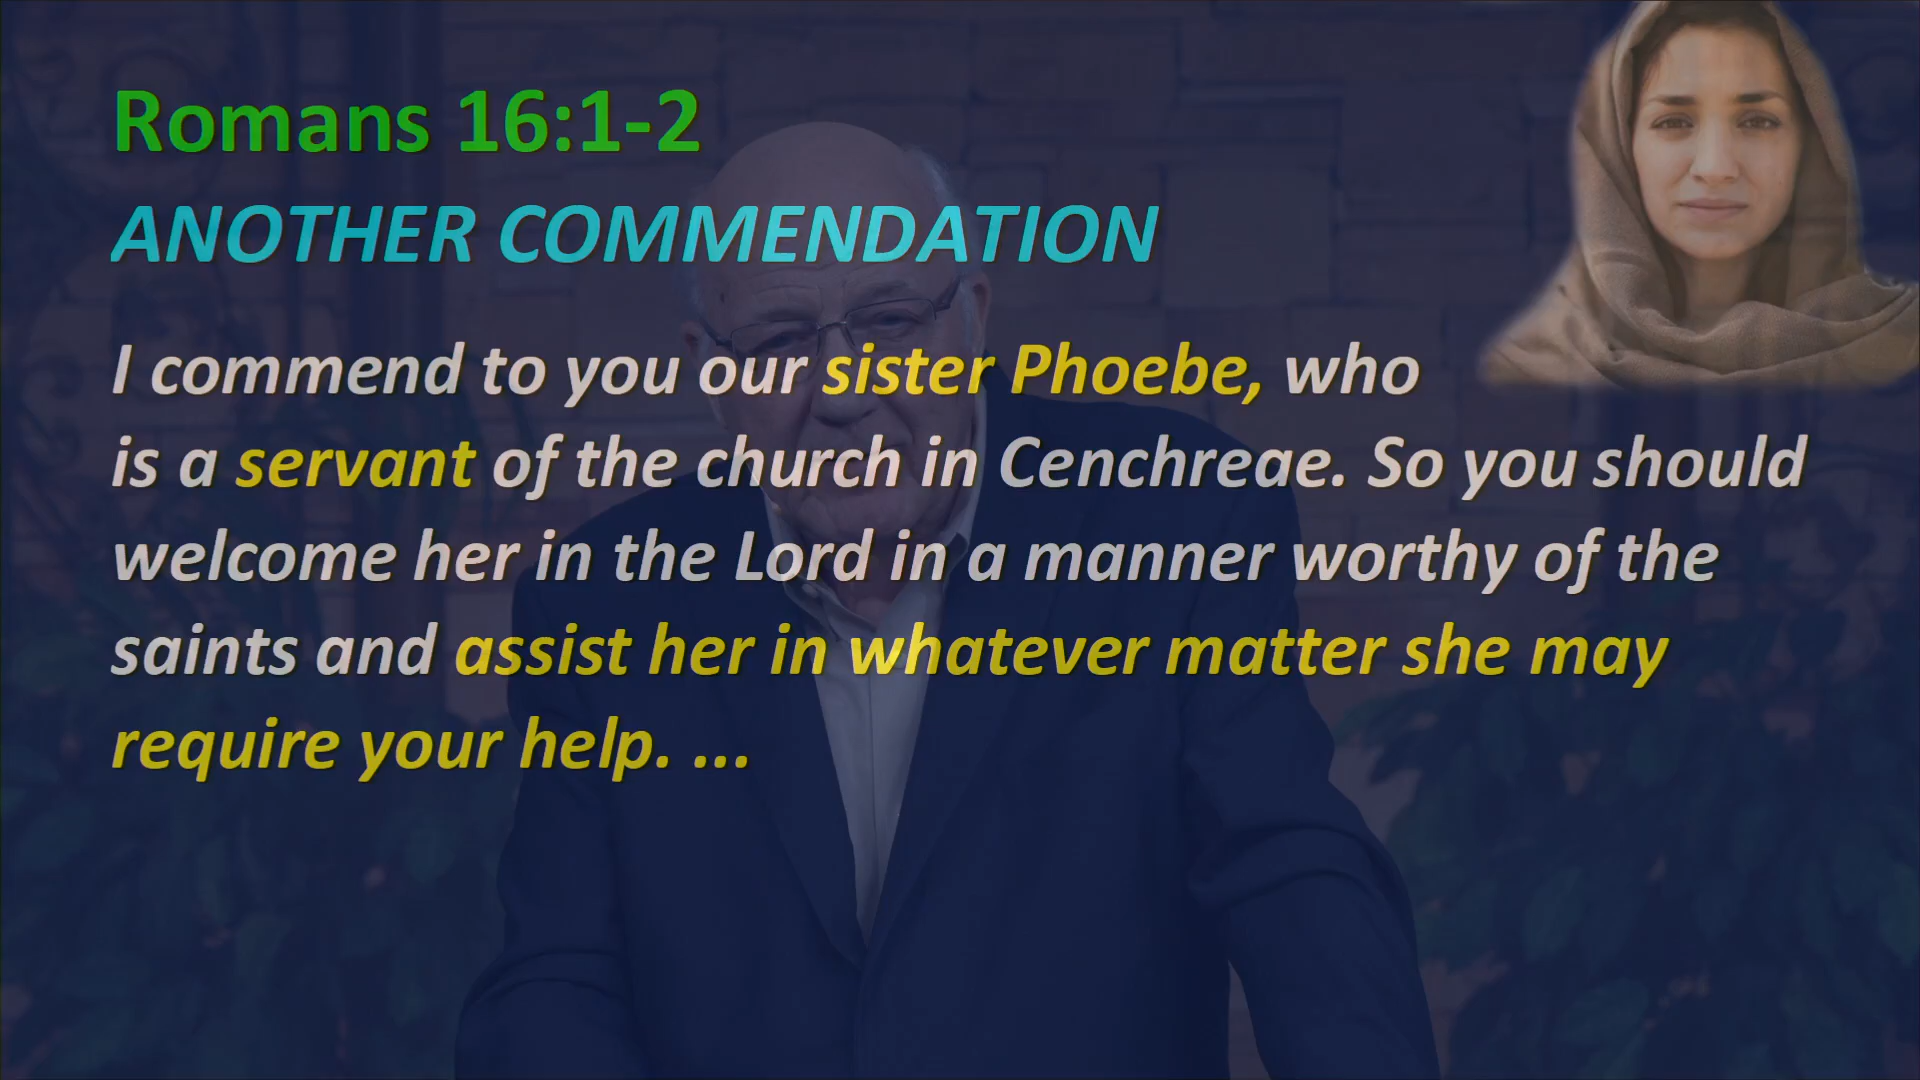 Romans 16:1-2
ANOTHER COMMENDATION
I commend to you our sister Phoebe, who
is a servant of the church in Cenchreae. So you should
welcome her in the Lord in a manner worthy of the
saints and assist her in whatever matter she may
require your help. ...